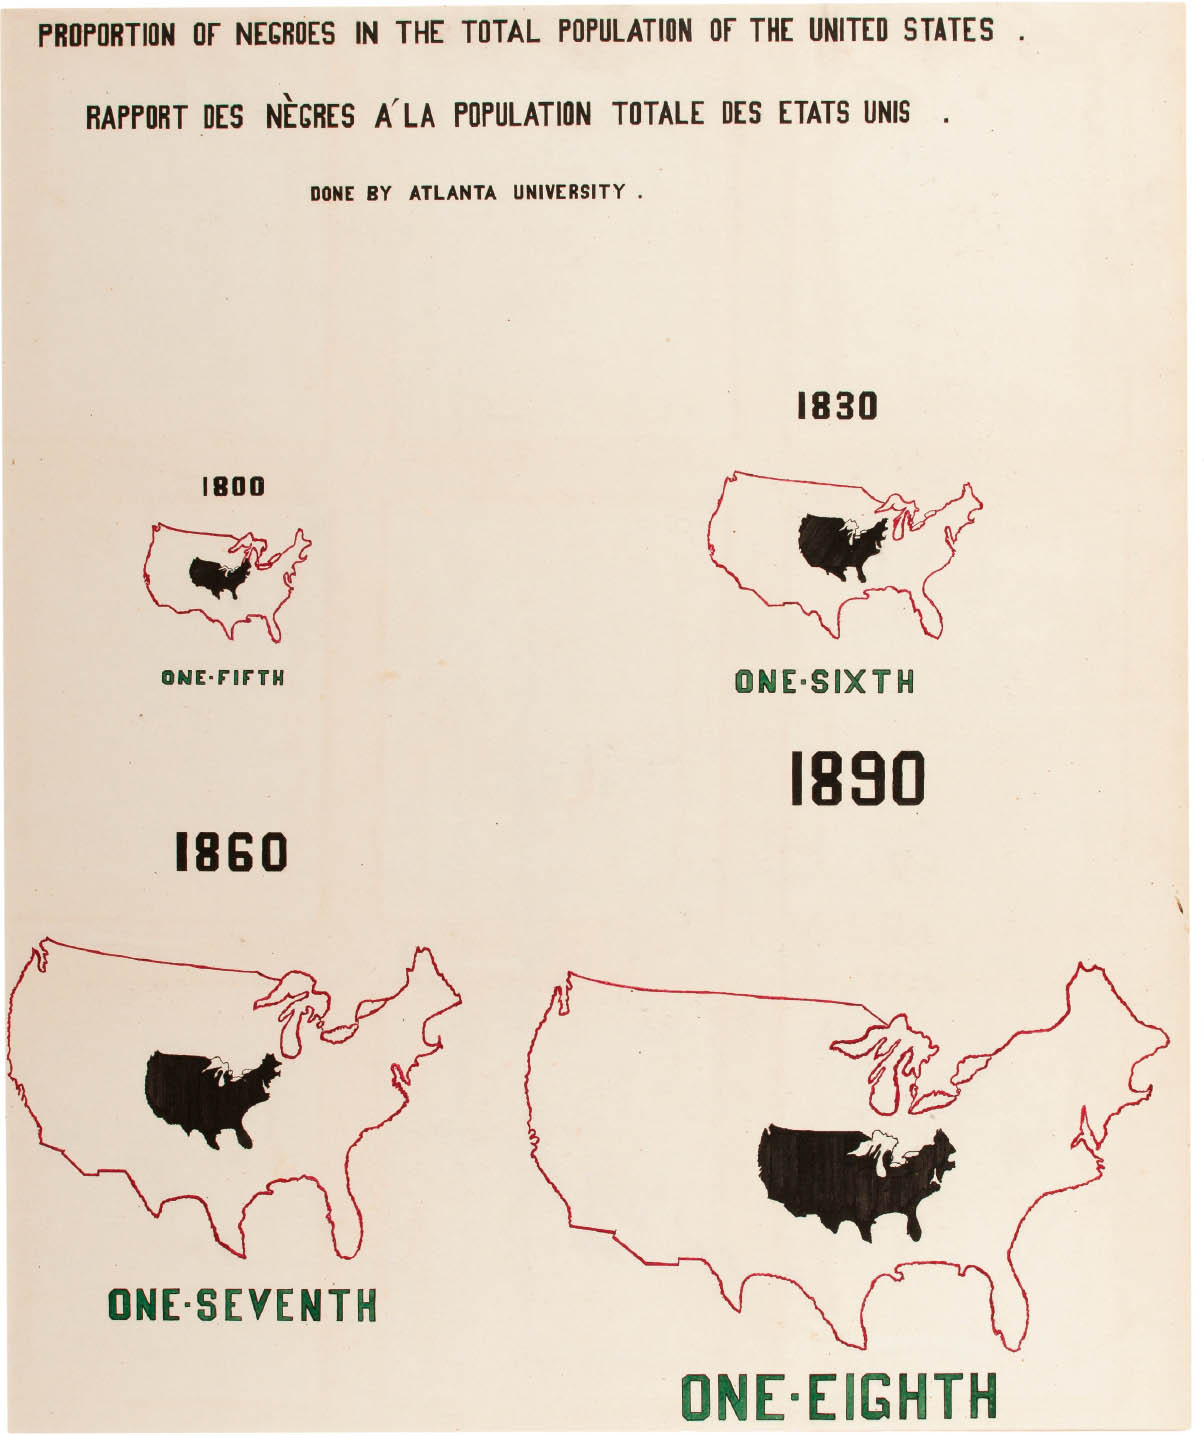 PROPORTION OF NEGROES IN THE TOTAL POPULATION OF THE UNITED STATES .
RAPPORT DES NÈGRES A´LA POPULATION TOTALE DES ETATS UNIS .
DONE BY ATLANTA UNIVERSITY .
1800
ONE-FIFTH
1830
ONE-SIXTH
1860
ONE-SEVENTH
1890
ONE-EIGHTH